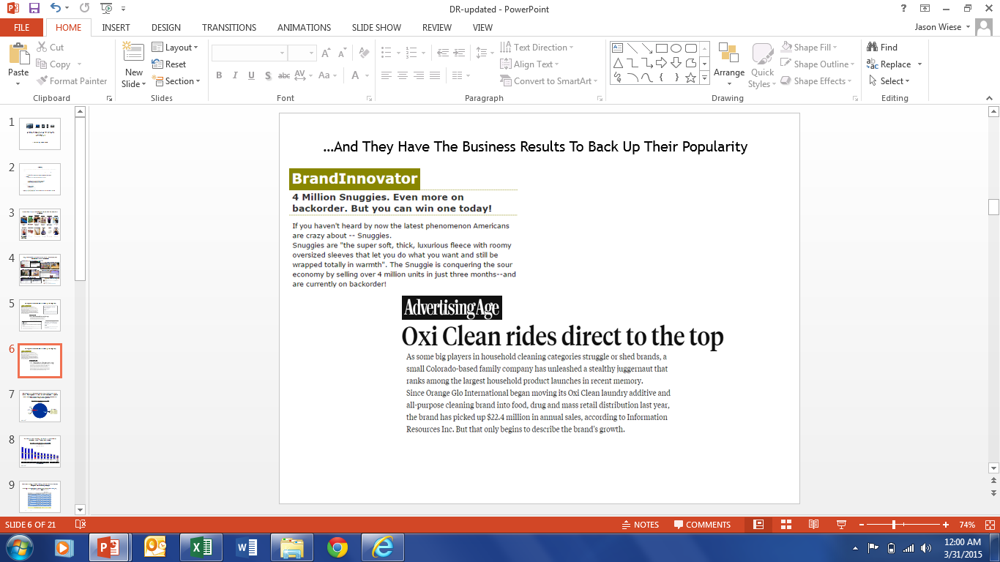 DR-updated - PowerPoint
FILE HOME INSERT DESIGN TRANSITIONS ANIMATIONS SLIDE SHOW REVIEW VIEW
Jason Wiese
Paste
Cut
Copy
Format Painter
Clipboard
New Slide
Layout
Reset
Section
Slides
B I U S abc AV Aa A
Font
Paragraph
Text Direction
Align Text
Convert to SmartArt
Arrange
Quick Styles
Shape Fill
Shape Outline
Shape Effects
Drawing
Find
Replace
Select
Editing
1
2
3
4
5
6
7
8
9
...And They Have The Business Results To Back Up Their Popularity
BrandInnovator
4 Million Snuggies. Even more on
backorder. But you can win one today!
If you haven't heard by now the latest phenomenon Americans
are crazy about -- Snuggies.
Snuggies are "the super soft, thick, luxurious fleece with roomy
oversized sleeves that let you do what you want and still be
wrapped totally in warmth". The Snuggie is conquering the sour
economy by selling over 4 million units in just three months--and
are currently on backorder!
Advertising Age
Oxi Clean rides direct to the top
As some big players in household cleaning categories struggle or shed brands, a
small Colorado-based family company has unleashed a stealthy juggernaut that
ranks among the largest household product launches in recent memory.
Since Orange Glo International began moving its Oxi Clean laundry additive and
all-purpose cleaning brand into food, drug and mass retail distribution last year,
the brand has picked up $22.4 million in annual sales, according to Information
Resources Inc. But that only begins to describe the brand's growth.
SLIDE 6 OF 21
NOTES
COMMENTS
74%
12:00 AM
3/31/2015